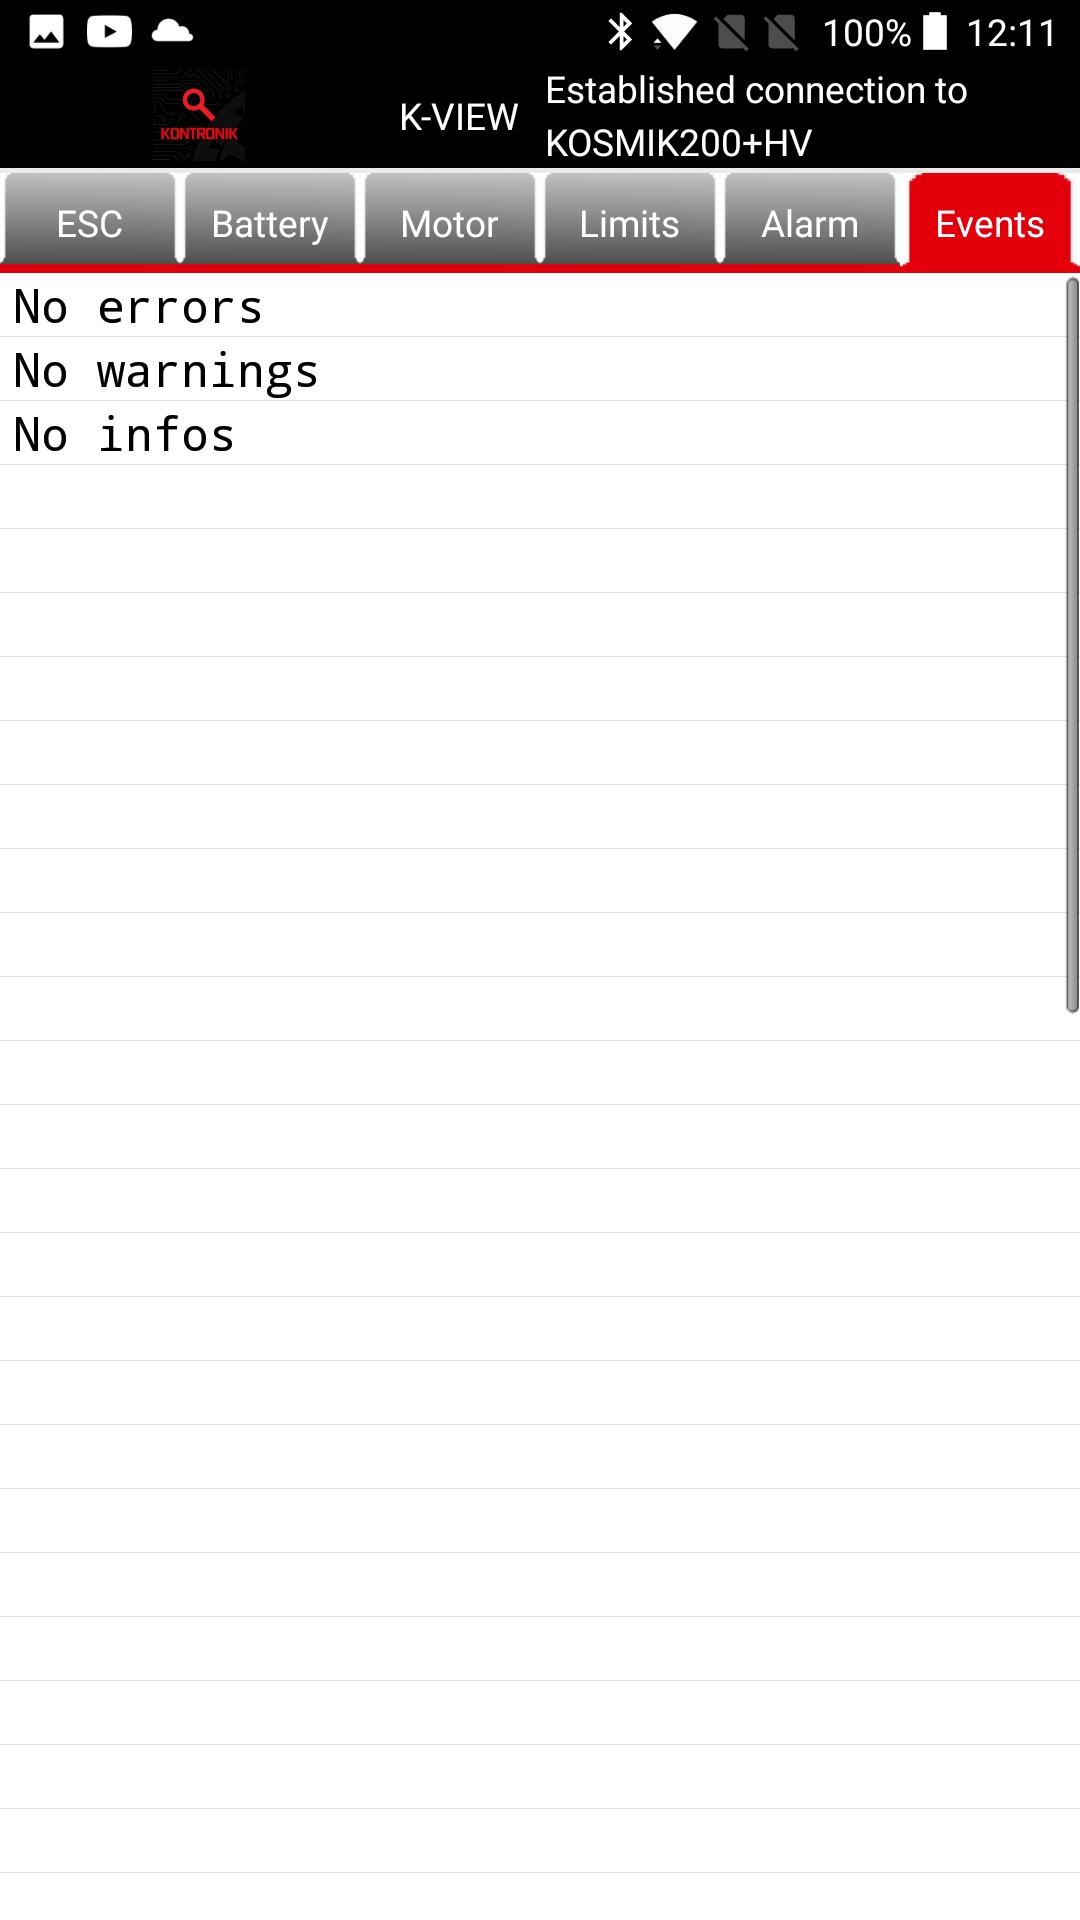 100% 12:11
KONTRONIK
K-VIEW
Established connection to
KOSMIK200+HV
ESC Battery Motor Limits Alarm Events
No errors
No warnings
No infos